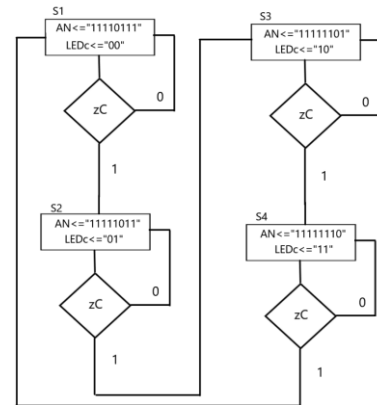 S1
AN<="11110111"
LEDc<="00"
zC
0
1
S2
AN<="11111011"
LEDc<="01"
zC
0
1
S3
AN<="11111101"
LEDc<="10"
zC
0
1
S4
AN<="11111110"
LEDc<="11"
zC
0
1